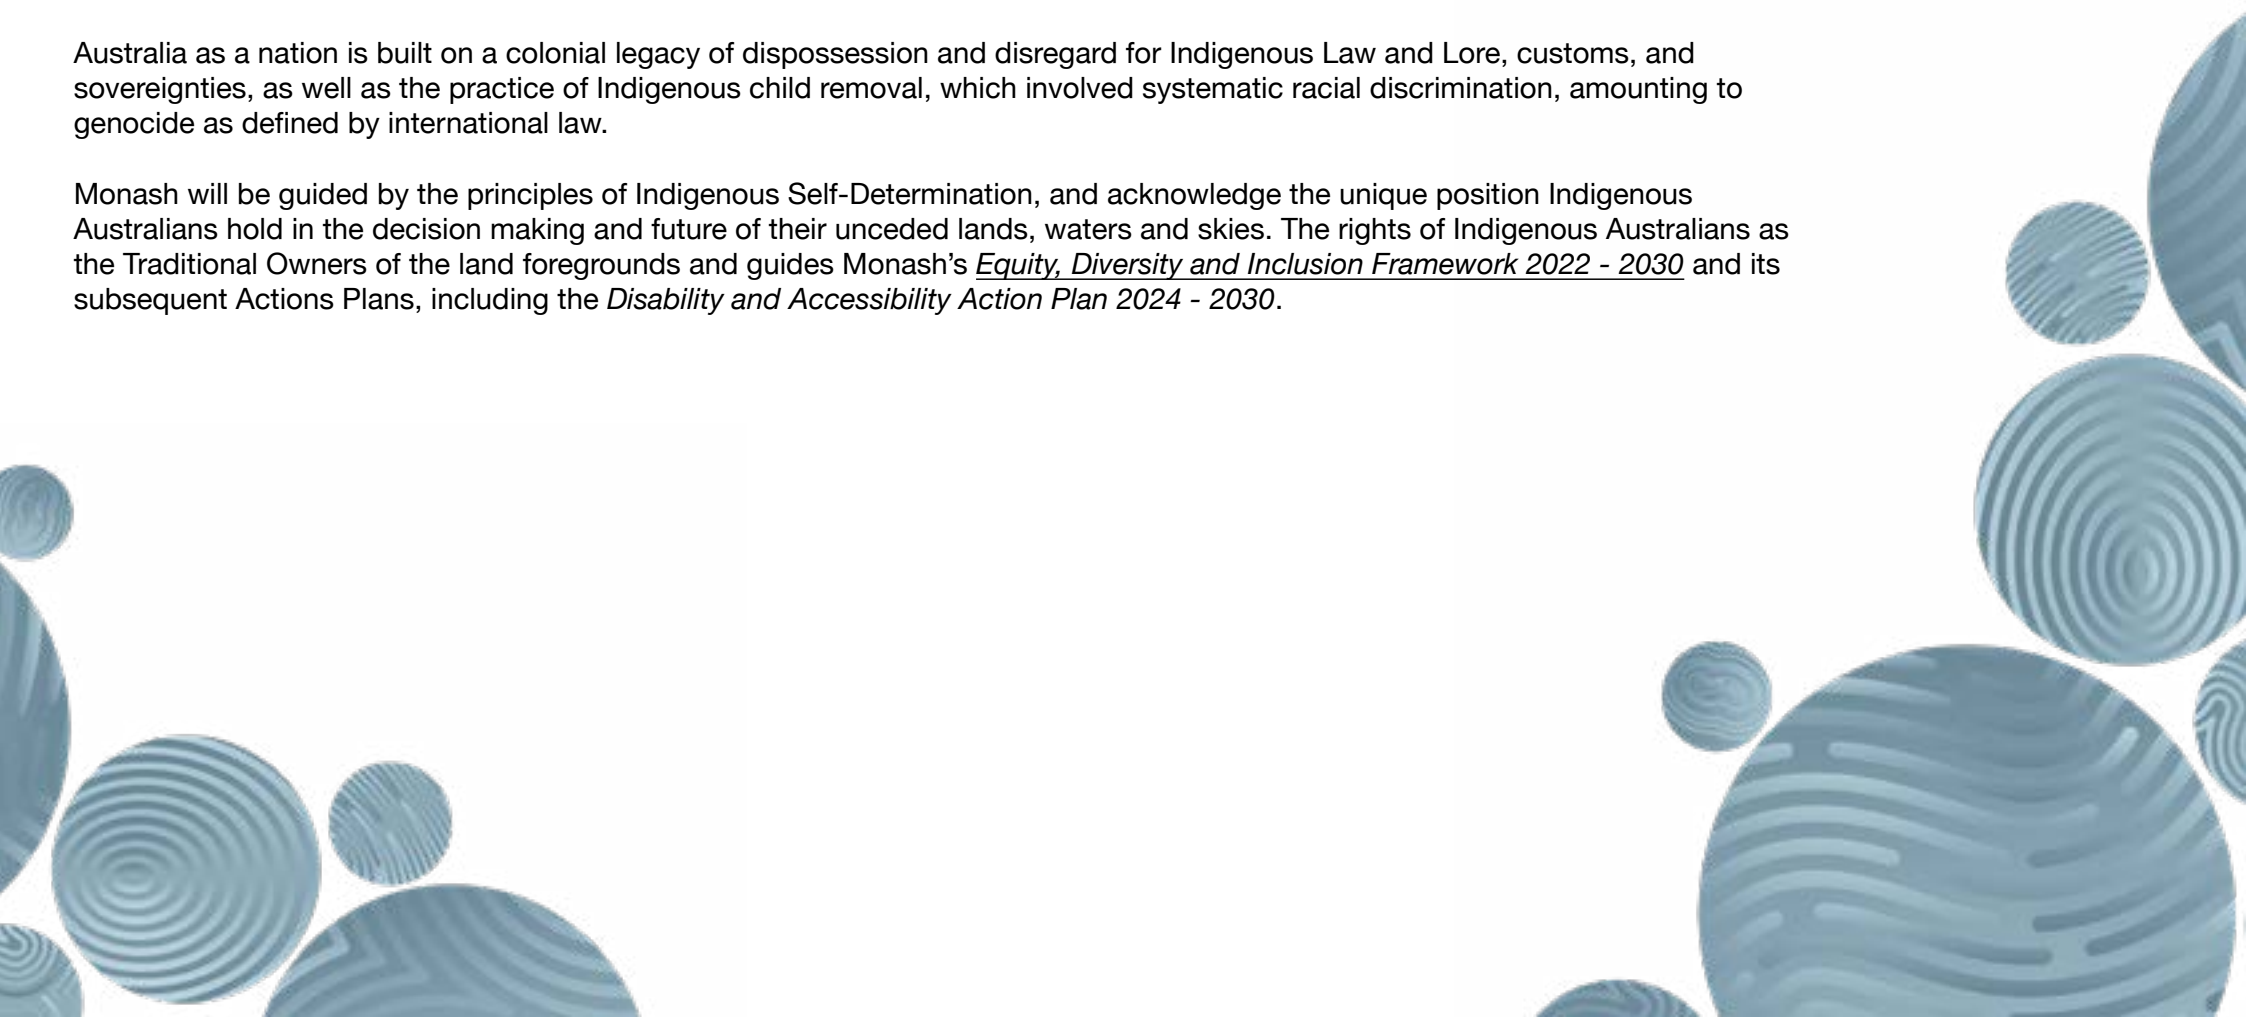 Australia as a nation is built on a colonial legacy of dispossession and disregard for Indigenous Law and Lore, customs, and
sovereignties, as well as the practice of Indigenous child removal, which involved systematic racial discrimination, amounting to
genocide as defined by international law.
Monash will be guided by the principles of Indigenous Self-Determination, and acknowledge the unique position Indigenous
Australians hold in the decision making and future of their unceded lands, waters and skies. The rights of Indigenous Australians as
the Traditional Owners of the land foregrounds and guides Monash’s Equity, Diversity and Inclusion Framework 2022 - 2030 and its
subsequent Actions Plans, including the Disability and Accessibility Action Plan 2024 - 2030.